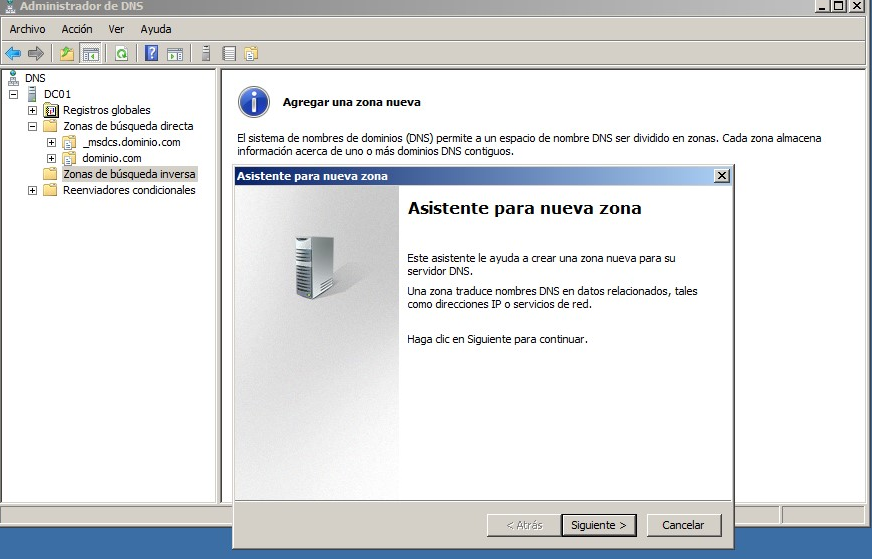 Administrador de DNS
Archivo Acción Ver Ayuda
DNS
DC01
Registros globales
Zonas de búsqueda directa
_msdcs.dominio.com
dominio.com
Zonas de búsqueda inversa
Reenviadores condicionales
Agregar una zona nueva
El sistema de nombres de dominios (DNS) permite a un espacio de nombre DNS ser dividido en zonas. Cada zona almacena
información acerca de uno o más dominios DNS contiguos.
Asistente para nueva zona
Asistente para nueva zona
Este asistente le ayuda a crear una zona nueva para su
servidor DNS.
Una zona traduce nombres DNS en datos relacionados, tales
como direcciones IP o servicios de red.
Haga clic en Siguiente para continuar.
< Atrás Siguiente > Cancelar